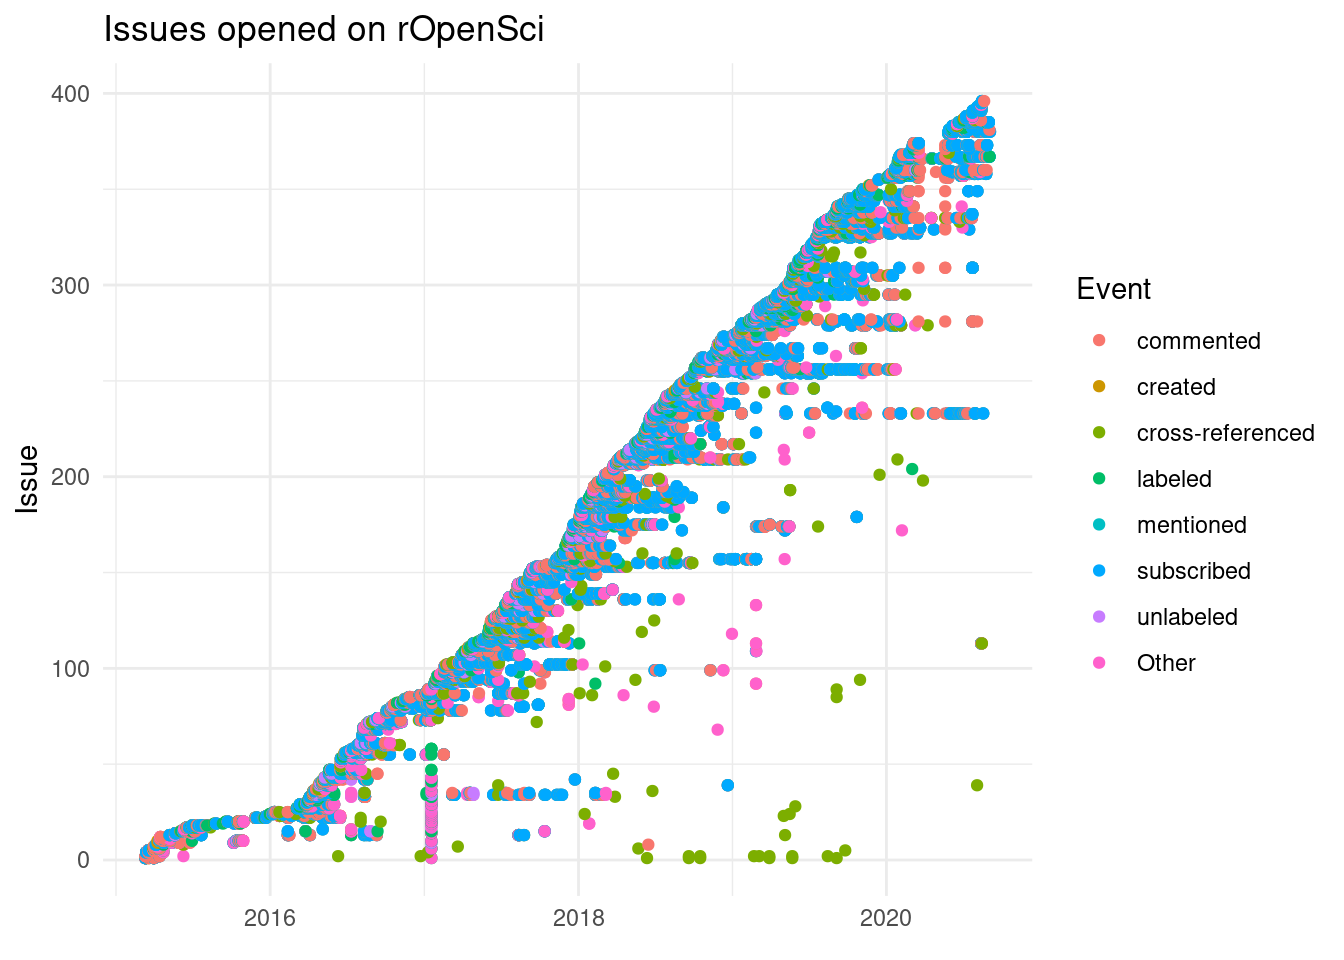 Issues opened on rOpenSci
400
300
200
100
0
Issue
2016
2018
2020
Event
commented
created
cross-referenced
labeled
mentioned
subscribed
unlabeled
Other